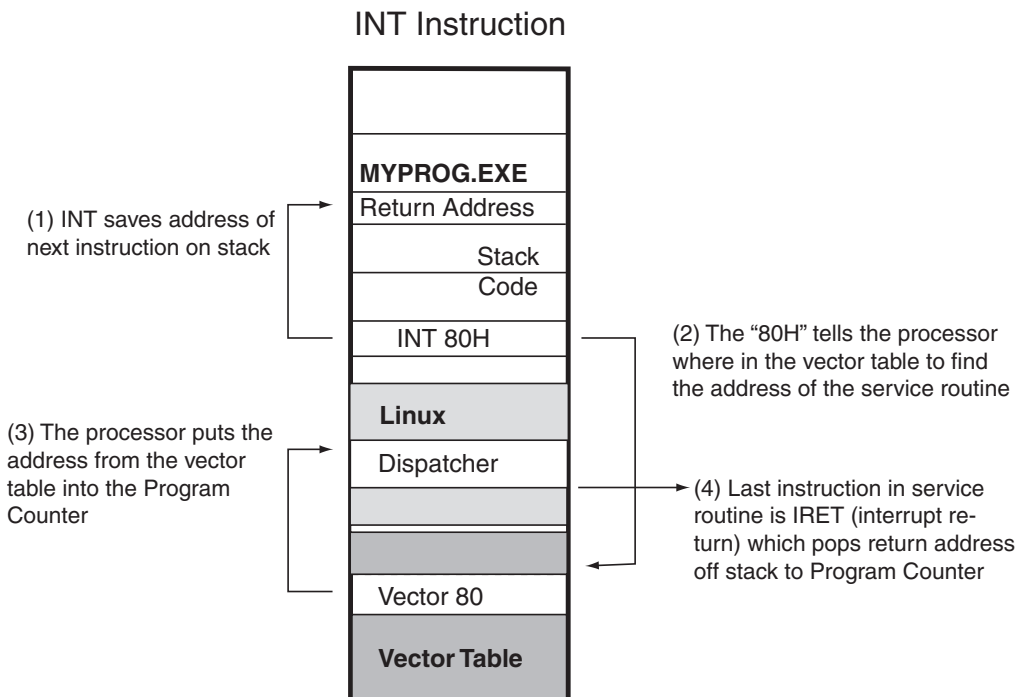 INT Instruction
MYPROG.EXE
Return Address
Stack
Code
INT 80H
Linux
Dispatcher
Vector 80
Vector Table
(1) INT saves address of
next instruction on stack
(2) The “80H” tells the processor
where in the vector table to find
the address of the service routine
(3) The processor puts the
address from the vector
table into the Program
Counter
(4) Last instruction in service
routine is IRET (interrupt re-
turn) which pops return address
off stack to Program Counter